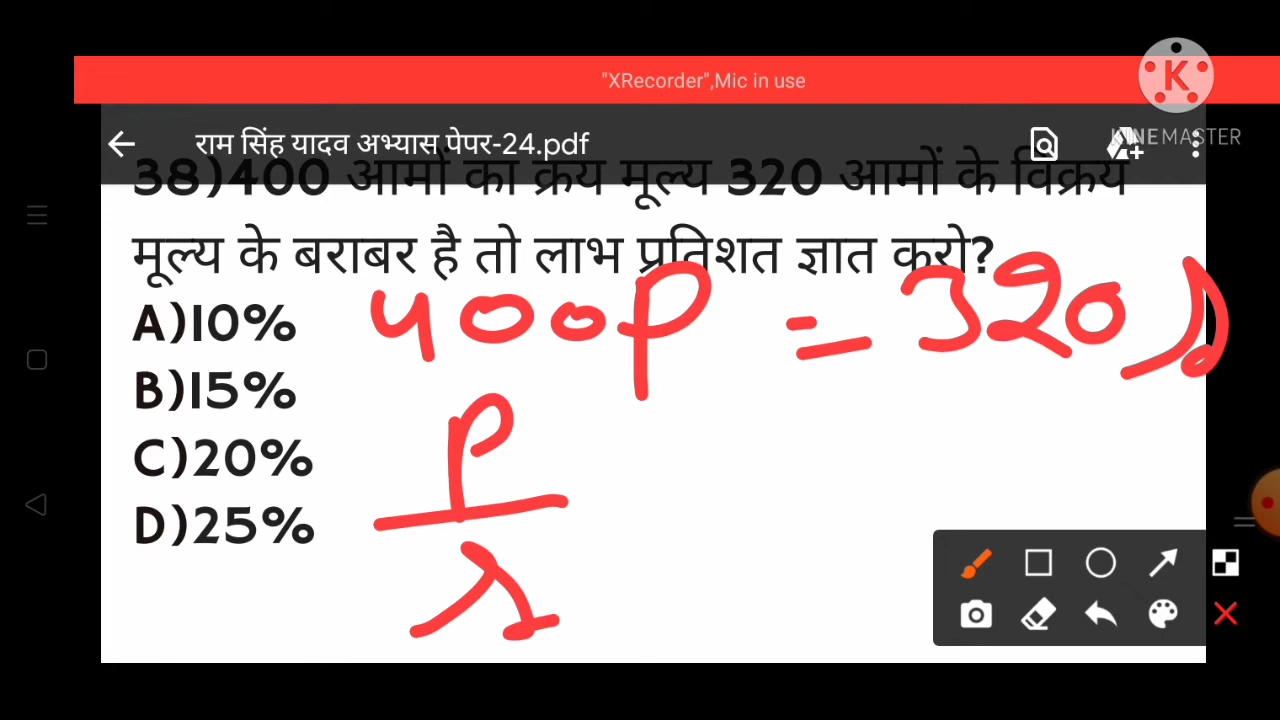 "XRecorder",Mic in use
K
KINEMASTER
राम सिंह यादव अभ्यास पेपर-24.pdf
38)400 आमों का क्रय मूल्य 320 आमों के विक्रय
मूल्य के बराबर है तो लाभ प्रतिशत ज्ञात करो?
400P = 320s
A)10%
B)15%
C)20%
D)25%
P
s